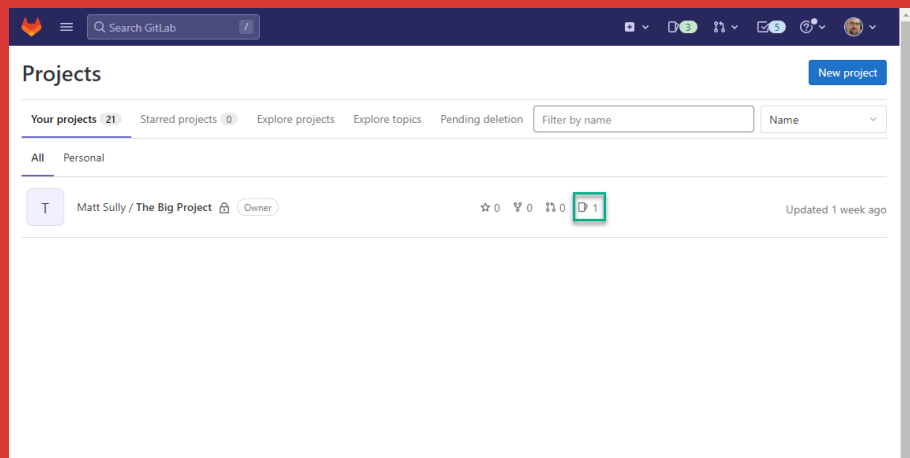 Search GitLab /
3
5
Projects
New project
Your projects 21 Starred projects 0 Explore projects Explore topics Pending deletion Filter by name Name
All Personal
T Matt Sully / The Big Project Owner 0 0 0 1 Updated 1 week ago